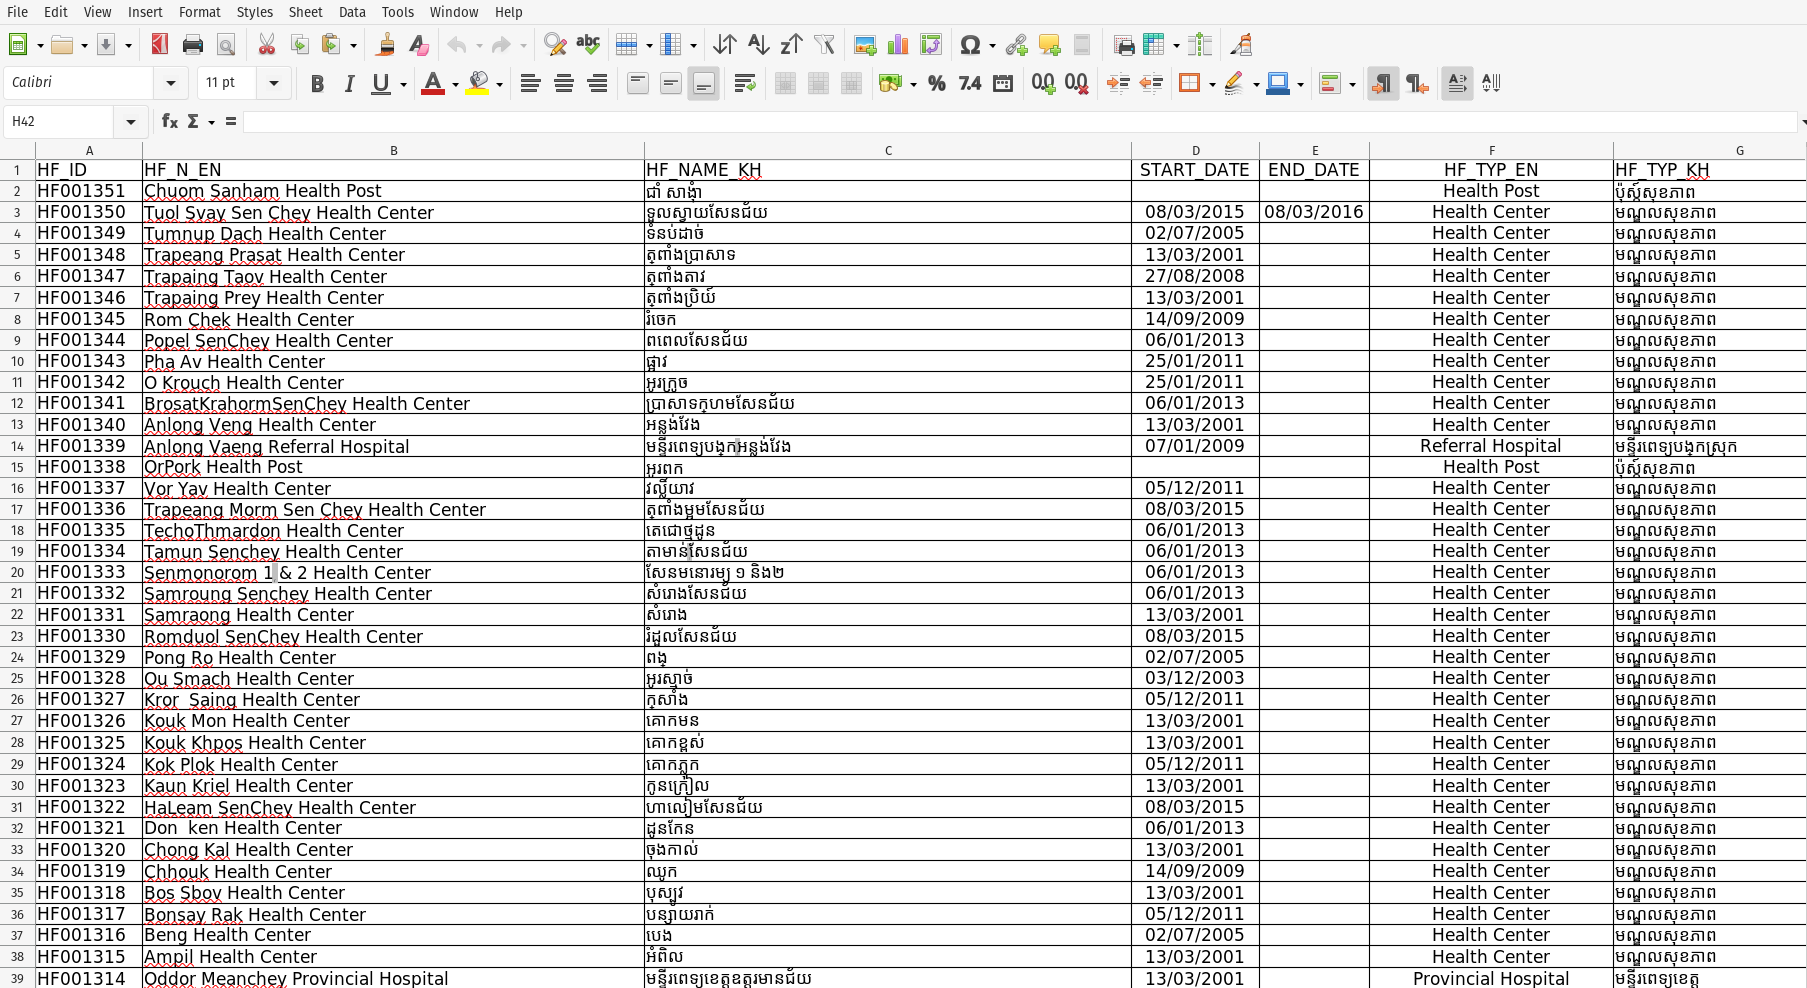 File Edit View Insert Format Styles Sheet Data Tools Window Help
Calibri 11 pt B I U A % 7.4
H42 fx Σ =
A B C D E F G
1 HF_ID HF_N_EN HF_NAME_KH START_DATE END_DATE HF_TYP_EN HF_TYP_KH
2 HF001351 Chuom Sanham Health Post ជាំ សាង៉ុា Health Post ប៉ុស្ត៍សុខភាព
3 HF001350 Tuol Svay Sen Chey Health Center ទួលស្វាយសែនជ័យ 08/03/2015 08/03/2016 Health Center មណ្ឌលសុខភាព
4 HF001349 Tumnup Dach Health Center ទំនប់ដាច់ 02/07/2005 Health Center មណ្ឌលសុខភាព
5 HF001348 Trapeang Prasat Health Center ត្ពាំងប្រាសាទ 13/03/2001 Health Center មណ្ឌលសុខភាព
6 HF001347 Trapaing Taov Health Center ត្ពាំងតាវ 27/08/2008 Health Center មណ្ឌលសុខភាព
7 HF001346 Trapaing Prey Health Center ត្ពាំងប្រិយ៍ 13/03/2001 Health Center មណ្ឌលសុខភាព
8 HF001345 Rom Chek Health Center រំចេក 14/09/2009 Health Center មណ្ឌលសុខភាព
9 HF001344 Popel SenChey Health Center ពពេលសែនជ័យ 06/01/2013 Health Center មណ្ឌលសុខភាព
10 HF001343 Pha Av Health Center ផ្អាវ 25/01/2011 Health Center មណ្ឌលសុខភាព
11 HF001342 O Krouch Health Center អូរក្រូច 25/01/2011 Health Center មណ្ឌលសុខភាព
12 HF001341 BrosatKrahormSenChey Health Center ប្រាសាទក្ហមសែនជ័យ 06/01/2013 Health Center មណ្ឌលសុខភាព
13 HF001340 Anlong Veng Health Center អន្លង់វែង 13/03/2001 Health Center មណ្ឌលសុខភាព
14 HF001339 Anlong Vaeng Referral Hospital មន្ទីរពេទ្យបង្អែកអន្លង់វែង 07/01/2009 Referral Hospital មន្ទីរពេទ្យបង្អែកស្រុក
15 HF001338 OrPork Health Post អូរពក Health Post ប៉ុស្ត៍សុខភាព
16 HF001337 Vor Yav Health Center វល្លិ៍យាវ 05/12/2011 Health Center មណ្ឌលសុខភាព
17 HF001336 Trapeang Morm Sen Chey Health Center ត្ពាំងម្អមសែនជ័យ 08/03/2015 Health Center មណ្ឌលសុខភាព
18 HF001335 TechoThmardon Health Center តេជោថ្មដូន 06/01/2013 Health Center មណ្ឌលសុខភាព
19 HF001334 Tamun Senchey Health Center តាមាន់ សែនជ័យ 06/01/2013 Health Center មណ្ឌលសុខភាព
20 HF001333 Senmonorom 1 & 2 Health Center សែនមនោរម្យ ១ និង២ 06/01/2013 Health Center មណ្ឌលសុខភាព
21 HF001332 Samroung Senchey Health Center សំរោងសែនជ័យ 06/01/2013 Health Center មណ្ឌលសុខភាព
22 HF001331 Samraong Health Center សំរោង 13/03/2001 Health Center មណ្ឌលសុខភាព
23 HF001330 Romduol SenChey Health Center រំដួលសែនជ័យ 08/03/2015 Health Center មណ្ឌលសុខភាព
24 HF001329 Pong Ro Health Center ពង្ 02/07/2005 Health Center មណ្ឌលសុខភាព
25 HF001328 Ou Smach Health Center អូរស្មាច់ 03/12/2003 Health Center មណ្ឌលសុខភាព
26 HF001327 Kror  Saing Health Center ក្សាំង 05/12/2011 Health Center មណ្ឌលសុខភាព
27 HF001326 Kouk Mon Health Center គោកមន 13/03/2001 Health Center មណ្ឌលសុខភាព
28 HF001325 Kouk Khpos Health Center គោកខ្ពស់ 13/03/2001 Health Center មណ្ឌលសុខភាព
29 HF001324 Kok Plok Health Center គោកភ្លុក 05/12/2011 Health Center មណ្ឌលសុខភាព
30 HF001323 Kaun Kriel Health Center កូនក្រៀល 13/03/2001 Health Center មណ្ឌលសុខភាព
31 HF001322 HaLeam SenChey Health Center ហាលៀមសែនជ័យ 08/03/2015 Health Center មណ្ឌលសុខភាព
32 HF001321 Don  ken Health Center ដូនកែន 06/01/2013 Health Center មណ្ឌលសុខភាព
33 HF001320 Chong Kal Health Center ចុងកាល់ 13/03/2001 Health Center មណ្ឌលសុខភាព
34 HF001319 Chhouk Health Center ឈូក 14/09/2009 Health Center មណ្ឌលសុខភាព
35 HF001318 Bos Sbov Health Center បុស្បូវ 13/03/2001 Health Center មណ្ឌលសុខភាព
36 HF001317 Bonsay Rak Health Center បន្សាយរាក់ 05/12/2011 Health Center មណ្ឌលសុខភាព
37 HF001316 Beng Health Center បេង 02/07/2005 Health Center មណ្ឌលសុខភាព
38 HF001315 Ampil Health Center អំពិល 13/03/2001 Health Center មណ្ឌលសុខភាព
39 HF001314 Oddor Meanchey Provincial Hospital មន្ទីរពេទ្យខេត្តឧត្តរមានជ័យ 13/03/2001 Provincial Hospital មន្ទីរពេទ្យខេត្ត